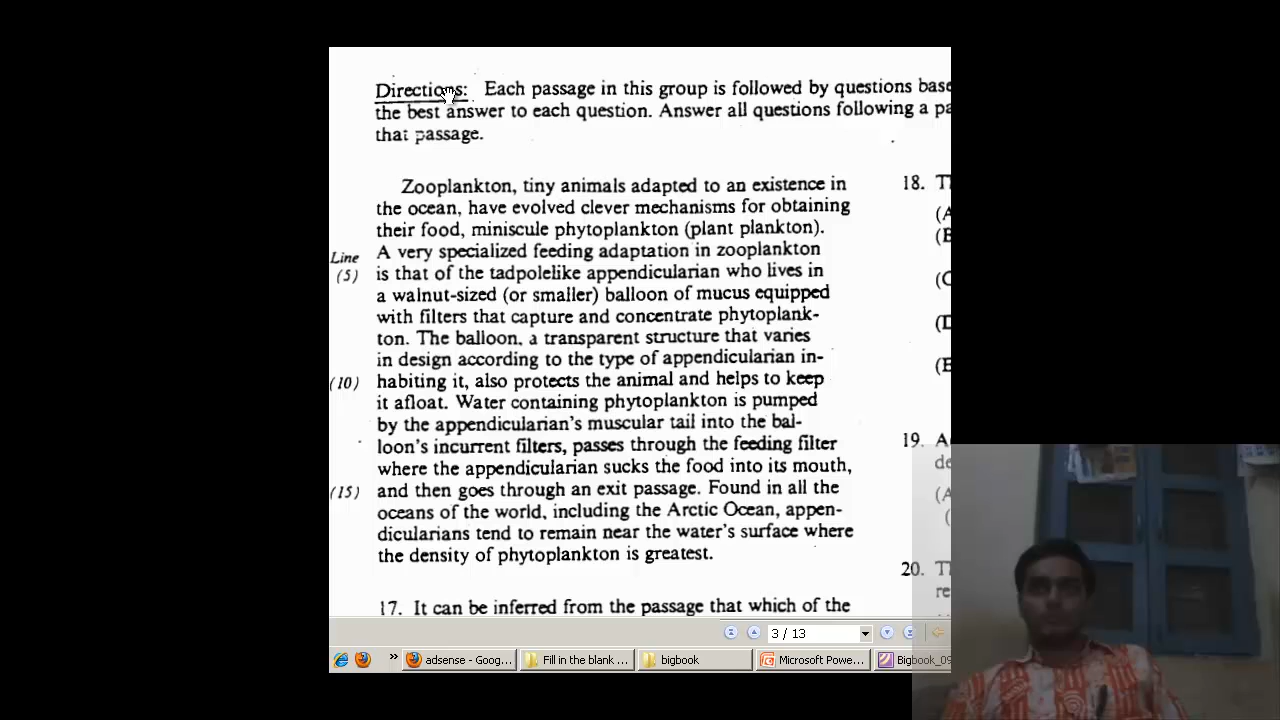 Directions: Each passage in this group is followed by questions base
the best answer to each question. Answer all questions following a pa
that passage.
Zooplankton, tiny animals adapted to an existence in
the ocean, have evolved clever mechanisms for obtaining
their food, miniscule phytoplankton (plant plankton).
Line A very specialized feeding adaptation in zooplankton
(5) is that of the tadpolelike appendicularian who lives in
a walnut-sized (or smaller) balloon of mucus equipped
with filters that capture and concentrate phytoplank-
ton. The balloon, a transparent structure that varies
in design according to the type of appendicularian in-
(10) habiting it, also protects the animal and helps to keep
it afloat. Water containing phytoplankton is pumped
by the appendicularian's muscular tail into the bal-
loon's incurrent filters, passes through the feeding filter
where the appendicularian sucks the food into its mouth,
(15) and then goes through an exit passage. Found in all the
oceans of the world, including the Arctic Ocean, appen-
dicularians tend to remain near the water's surface where
the density of phytoplankton is greatest.
17. It can be inferred from the passage that which of the
18. T
(A
(B
(C
(D
(E
19. A
de
(A
(
20. T
re
3 / 13
» adsense - Goog... Fill in the blank ... bigbook Microsoft Powe... Bigbook_09